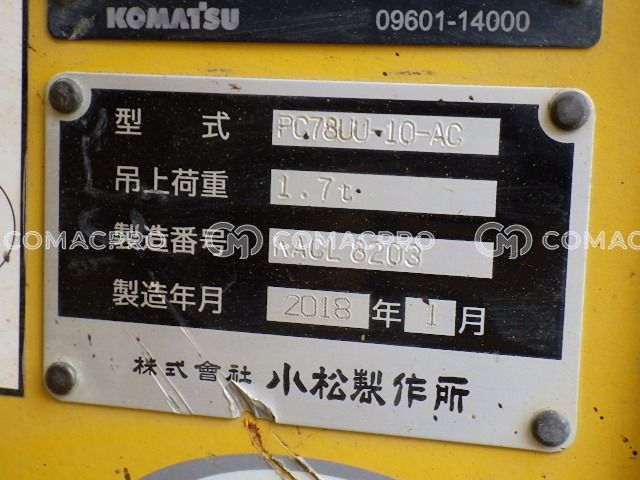 KOMATSU 09601-14000
型 式 PC78UU-10-AC
吊上荷重 1.7t
製造番号 KACL 8203
製造年月 2018 年 1 月
株式會社 小松製作所
COMACPRO COMACPRO COMACPRO